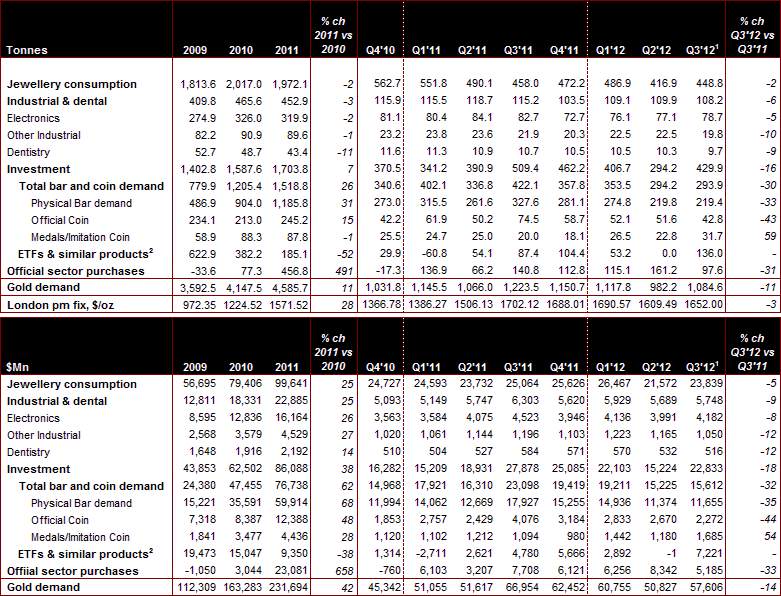 % ch
2011 vs
% ch
Q3'12 vs
Tonnes 2009 2010 2011 2010 Q4'10 Q1'11 Q2'11 Q3'11 Q4'11 Q1'12 Q2'12 Q3'12¹ Q3'11
Jewellery consumption 1,813.6 2,017.0 1,972.1 -2 562.7 551.8 490.1 458.0 472.2 486.9 416.9 448.8 -2
Industrial & dental 409.8 465.6 452.9 -3 115.9 115.5 118.7 115.2 103.5 109.1 109.9 108.2 -6
Electronics 274.9 326.0 319.9 -2 81.1 80.4 84.1 82.7 72.7 76.1 77.1 78.7 -5
Other Industrial 82.2 90.9 89.6 -1 23.2 23.8 23.6 21.9 20.3 22.5 22.5 19.8 -10
Dentistry 52.7 48.7 43.4 -11 11.6 11.3 10.9 10.7 10.5 10.5 10.3 9.7 -9
Investment 1,402.8 1,587.6 1,703.8 7 370.5 341.2 390.9 509.4 462.2 406.7 294.2 429.9 -16
Total bar and coin demand 779.9 1,205.4 1,518.8 26 340.6 402.1 336.8 422.1 357.8 353.5 294.2 293.9 -30
Physical Bar demand 486.9 904.0 1,185.8 31 273.0 315.5 261.6 327.6 281.1 274.8 219.8 219.4 -33
Official Coin 234.1 213.0 245.2 15 42.2 61.9 50.2 74.5 58.7 52.1 51.6 42.8 -43
Medals/Imitation Coin 58.9 88.3 87.8 -1 25.5 24.7 25.0 20.0 18.1 26.5 22.8 31.7 59
ETFs & similar products² 622.9 382.2 185.1 -52 29.9 -60.8 54.1 87.4 104.4 53.2 0.0 136.0 -
Official sector purchases -33.6 77.3 456.8 491 -17.3 136.9 66.2 140.8 112.8 115.1 161.2 97.6 -31
Gold demand 3,592.5 4,147.5 4,585.7 11 1,031.8 1,145.5 1,066.0 1,223.5 1,150.7 1,117.8 982.2 1,084.6 -11
London pm fix, $/oz 972.35 1224.52 1571.52 28 1366.78 1386.27 1506.13 1702.12 1688.01 1690.57 1609.49 1652.00 -3
% ch
2011 vs
% ch
Q3'12 vs
$Mn 2009 2010 2011 2010 Q4'10 Q1'11 Q2'11 Q3'11 Q4'11 Q1'12 Q2'12 Q3'12¹ Q3'11
Jewellery consumption 56,695 79,406 99,641 25 24,727 24,593 23,732 25,064 25,626 26,467 21,572 23,839 -5
Industrial & dental 12,811 18,331 22,885 25 5,093 5,149 5,747 6,303 5,620 5,929 5,689 5,748 -9
Electronics 8,595 12,836 16,164 26 3,563 3,584 4,075 4,523 3,946 4,136 3,991 4,182 -8
Other Industrial 2,568 3,579 4,529 27 1,020 1,061 1,144 1,196 1,103 1,223 1,165 1,050 -12
Dentistry 1,648 1,916 2,192 14 510 504 527 584 571 570 532 516 -12
Investment 43,853 62,502 86,088 38 16,282 15,209 18,931 27,878 25,085 22,103 15,224 22,833 -18
Total bar and coin demand 24,380 47,455 76,738 62 14,968 17,921 16,310 23,098 19,419 19,211 15,225 15,612 -32
Physical Bar demand 15,221 35,591 59,914 68 11,994 14,062 12,669 17,927 15,255 14,936 11,374 11,655 -35
Official Coin 7,318 8,387 12,388 48 1,853 2,757 2,429 4,076 3,184 2,833 2,670 2,272 -44
Medals/Imitation Coin 1,841 3,477 4,436 28 1,120 1,102 1,212 1,094 980 1,442 1,180 1,685 54
ETFs & similar products² 19,473 15,047 9,350 -38 1,314 -2,711 2,621 4,780 5,666 2,892 -1 7,221 -
Offiial sector purchases -1,050 3,044 23,081 658 -760 6,103 3,207 7,708 6,121 6,256 8,342 5,185 -33
Gold demand 112,309 163,283 231,694 42 45,342 51,055 51,617 66,954 62,452 60,755 50,827 57,606 -14